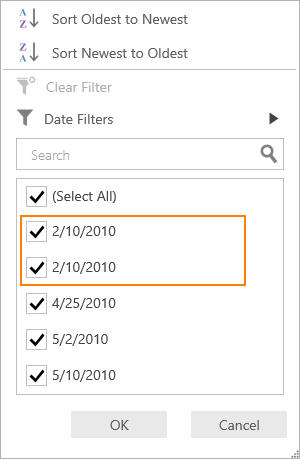 Sort Oldest to Newest
Sort Newest to Oldest
Clear Filter
Date Filters
Search
(Select All)
2/10/2010
2/10/2010
4/25/2010
5/2/2010
5/10/2010
OK Cancel